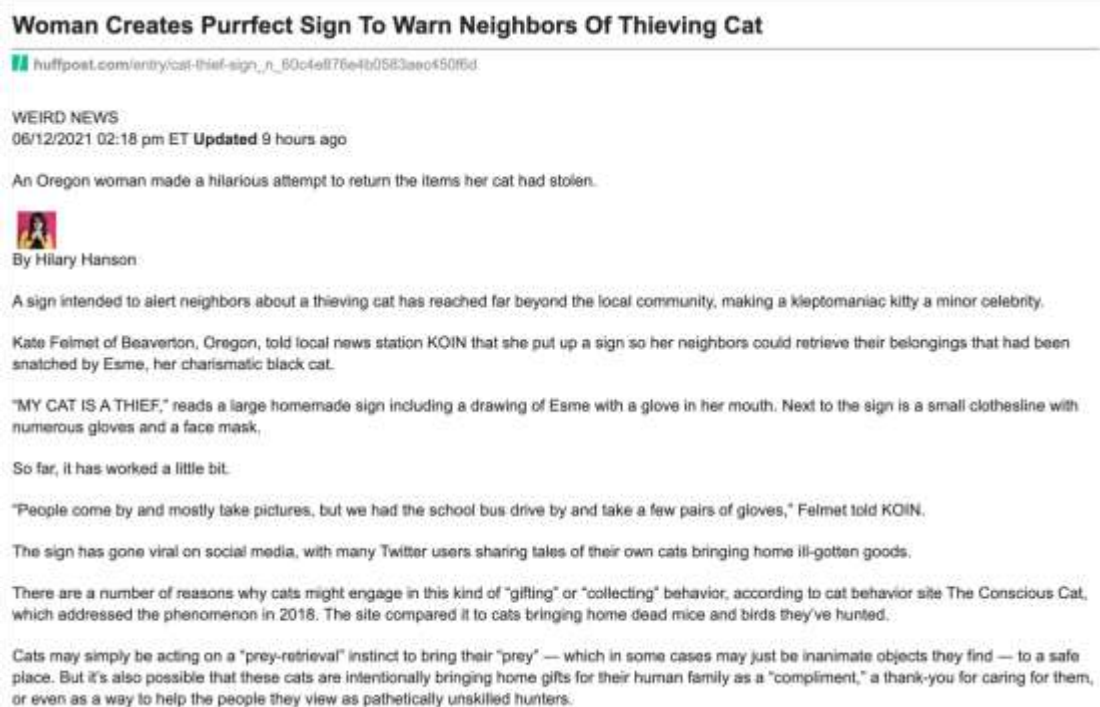 Woman Creates Purrfect Sign To Warn Neighbors Of Thieving Cat
huffpost.com/entry/cat-thief-sign_n_60c4e876e4b0583aec450f6d
WEIRD NEWS
06/12/2021 02:18 pm ET Updated 9 hours ago
An Oregon woman made a hilarious attempt to return the items her cat had stolen.
By Hilary Hanson
A sign intended to alert neighbors about a thieving cat has reached far beyond the local community, making a kleptomaniac kitty a minor celebrity.
Kate Felmet of Beaverton, Oregon, told local news station KOIN that she put up a sign so her neighbors could retrieve their belongings that had been
snatched by Esme, her charismatic black cat.
"MY CAT IS A THIEF," reads a large homemade sign including a drawing of Esme with a glove in her mouth. Next to the sign is a small clothesline with
numerous gloves and a face mask.
So far, it has worked a little bit.
"People come by and mostly take pictures, but we had the school bus drive by and take a few pairs of gloves," Felmet told KOIN.
The sign has gone viral on social media, with many Twitter users sharing tales of their own cats bringing home ill-gotten goods.
There are a number of reasons why cats might engage in this kind of "gifting" or "collecting" behavior, according to cat behavior site The Conscious Cat,
which addressed the phenomenon in 2018. The site compared it to cats bringing home dead mice and birds they've hunted.
Cats may simply be acting on a "prey-retrieval" instinct to bring their "prey" — which in some cases may just be inanimate objects they find — to a safe
place. But it's also possible that these cats are intentionally bringing home gifts for their human family as a "compliment," a thank-you for caring for them,
or even as a way to help the people they view as pathetically unskilled hunters.